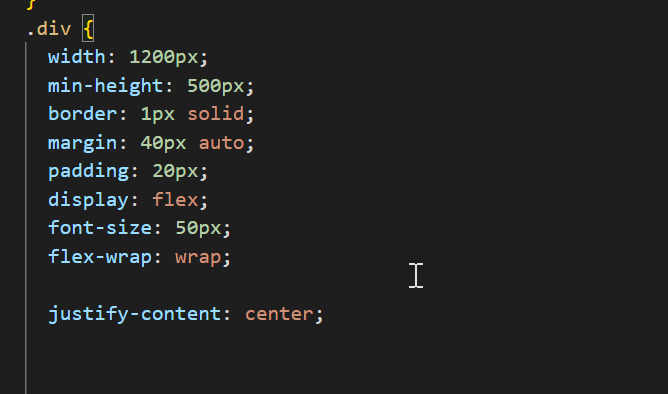 }
.div {
width: 1200px;
min-height: 500px;
border: 1px solid;
margin: 40px auto;
padding: 20px;
display: flex;
font-size: 50px;
flex-wrap: wrap;
justify-content: center;